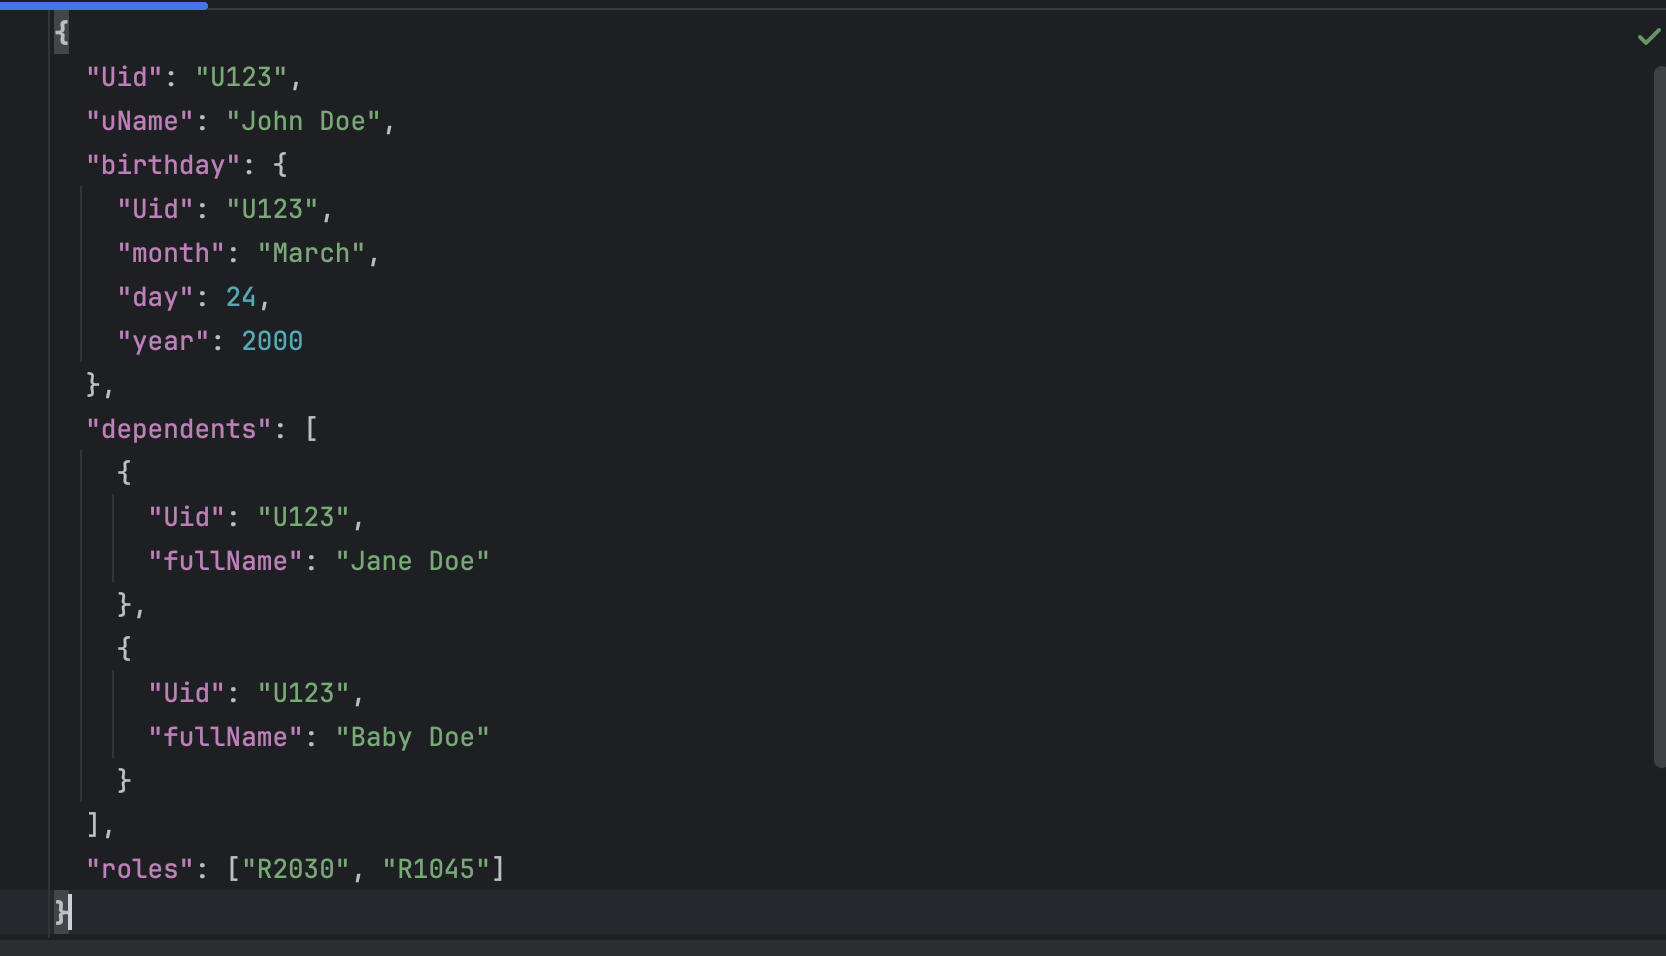 {
  "Uid": "U123",
  "uName": "John Doe",
  "birthday": {
    "Uid": "U123",
    "month": "March",
    "day": 24,
    "year": 2000
  },
  "dependents": [
    {
      "Uid": "U123",
      "fullName": "Jane Doe"
    },
    {
      "Uid": "U123",
      "fullName": "Baby Doe"
    }
  ],
  "roles": ["R2030", "R1045"]
}